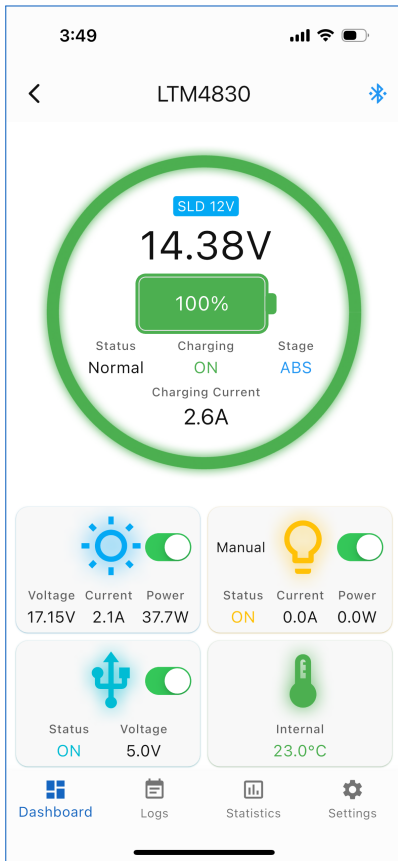 3:49
LTM4830
SLD 12V
14.38V
100%
Status Charging Stage
Normal ON ABS
Charging Current
2.6A
Voltage Current Power
17.15V 2.1A 37.7W
Manual
Status Current Power
ON 0.0A 0.0W
Status Voltage
ON 5.0V
Internal
23.0°C
Dashboard Logs Statistics Settings